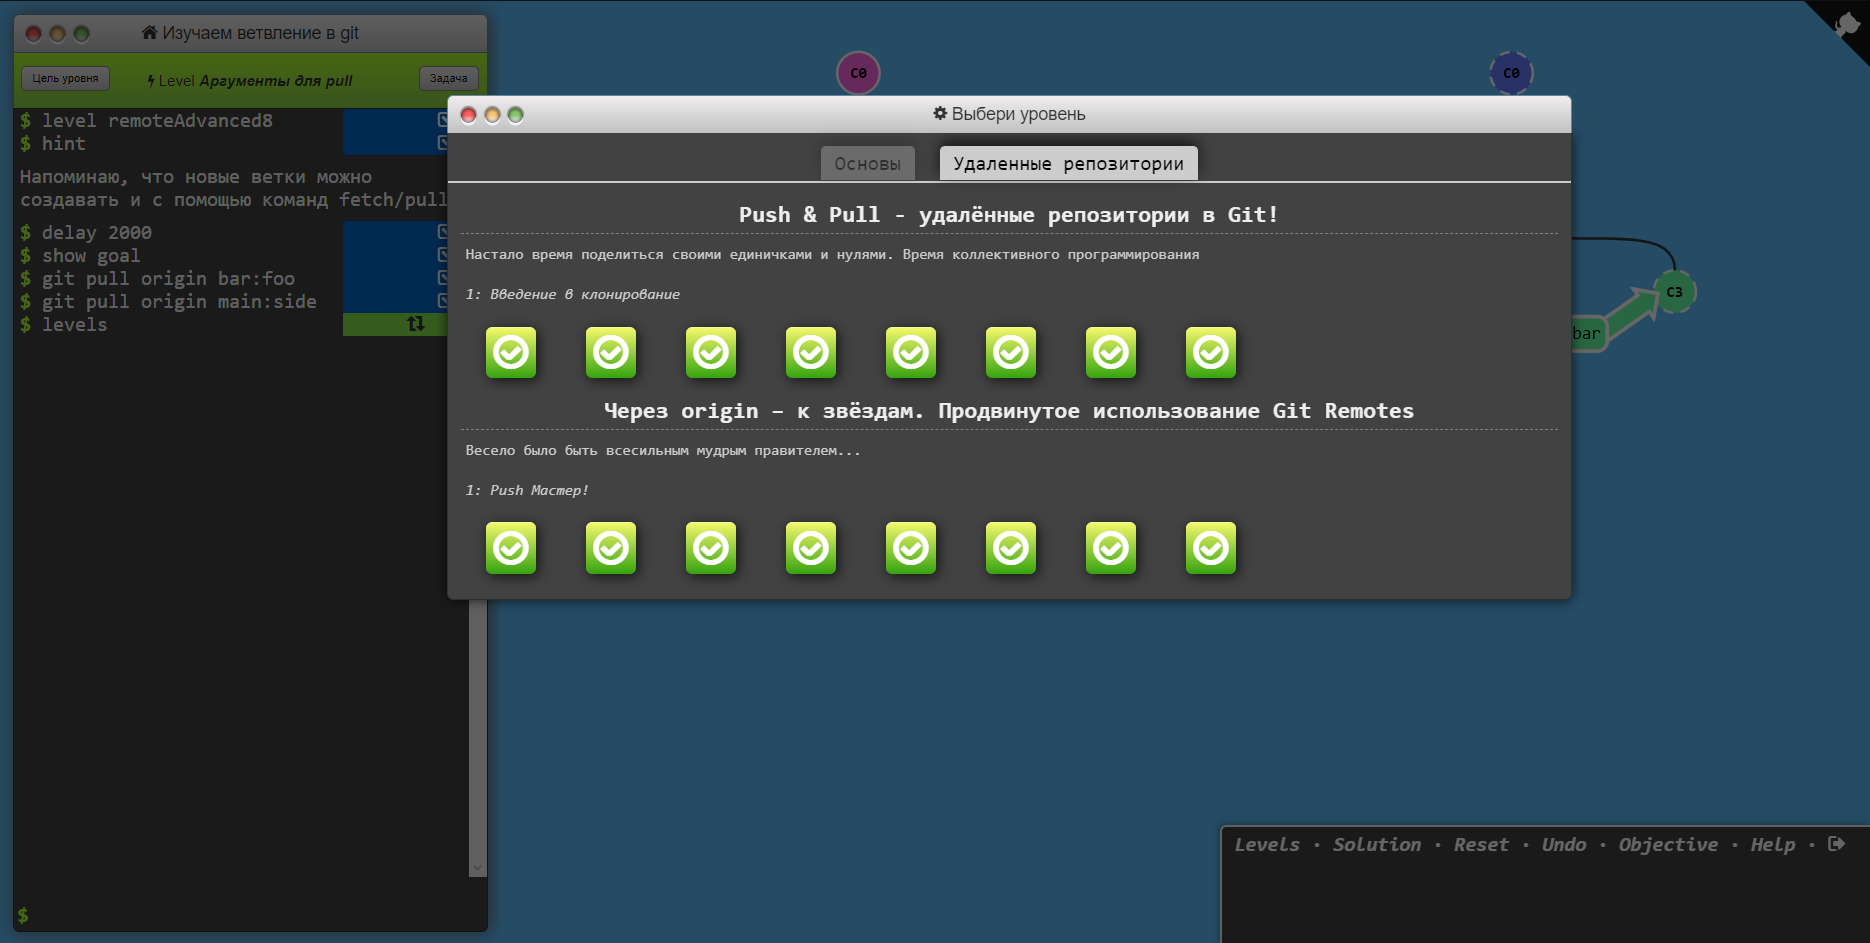 Изучаем ветвление в git
Цель уровня
Level Аргументы для pull
Задача
$ level remoteAdvanced8
$ hint
Напоминаю, что новые ветки можно
создавать и с помощью команд fetch/pull
$ delay 2000
$ show goal
$ git pull origin bar:foo
$ git pull origin main:side
$ levels
$
C0
C0
Выбери уровень
Основы
Удаленные репозитории
Push & Pull - удалённые репозитории в Git!
Настало время поделиться своими единичками и нулями. Время коллективного программирования
1: Введение в клонирование
Через origin – к звёздам. Продвинутое использование Git Remotes
Весело было быть всесильным мудрым правителем...
1: Push Мастер!
C3
bar
Levels • Solution • Reset • Undo • Objective • Help •